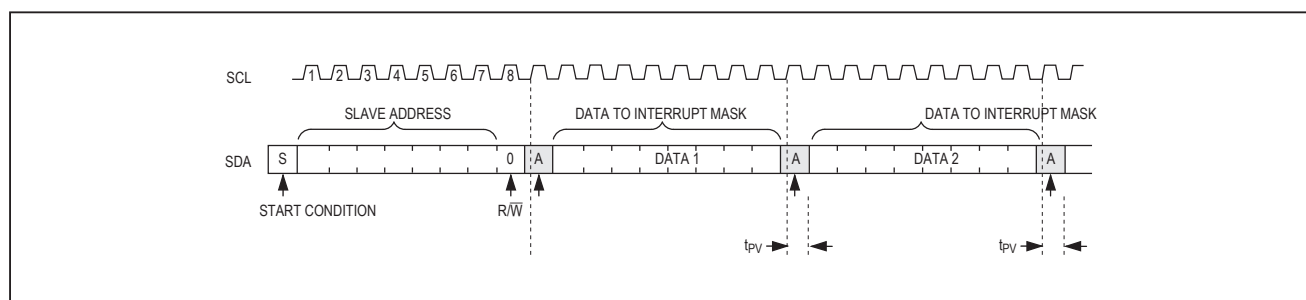 SCL 1 2 3 4 5 6 7 8
SLAVE ADDRESS DATA TO INTERRUPT MASK DATA TO INTERRUPT MASK
SDA S 0 A DATA 1 A DATA 2 A
START CONDITION R/W̅
tPV tPV